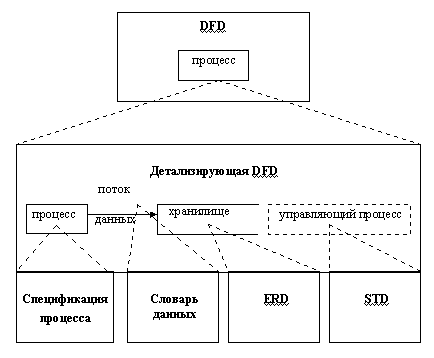 DFD
процесс
Детализирующая DFD
поток
данных
процесс
хранилище
управляющий процесс
Спецификация
процесса
Словарь
данных
ERD
STD